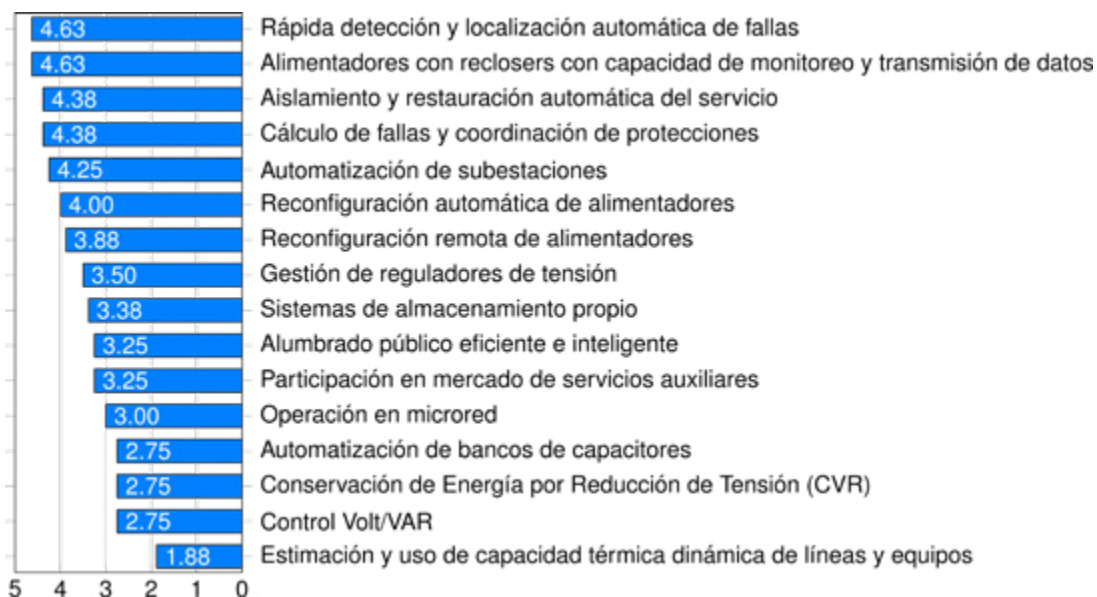 4.63 Rápida detección y localización automática de fallas
4.63 Alimentadores con reclosers con capacidad de monitoreo y transmisión de datos
4.38 Aislamiento y restauración automática del servicio
4.38 Cálculo de fallas y coordinación de protecciones
4.25 Automatización de subestaciones
4.00 Reconfiguración automática de alimentadores
3.88 Reconfiguración remota de alimentadores
3.50 Gestión de reguladores de tensión
3.38 Sistemas de almacenamiento propio
3.25 Alumbrado público eficiente e inteligente
3.25 Participación en mercado de servicios auxiliares
3.00 Operación en microred
2.75 Automatización de bancos de capacitores
2.75 Conservación de Energía por Reducción de Tensión (CVR)
2.75 Control Volt/VAR
1.88 Estimación y uso de capacidad térmica dinámica de líneas y equipos
5 4 3 2 1 0